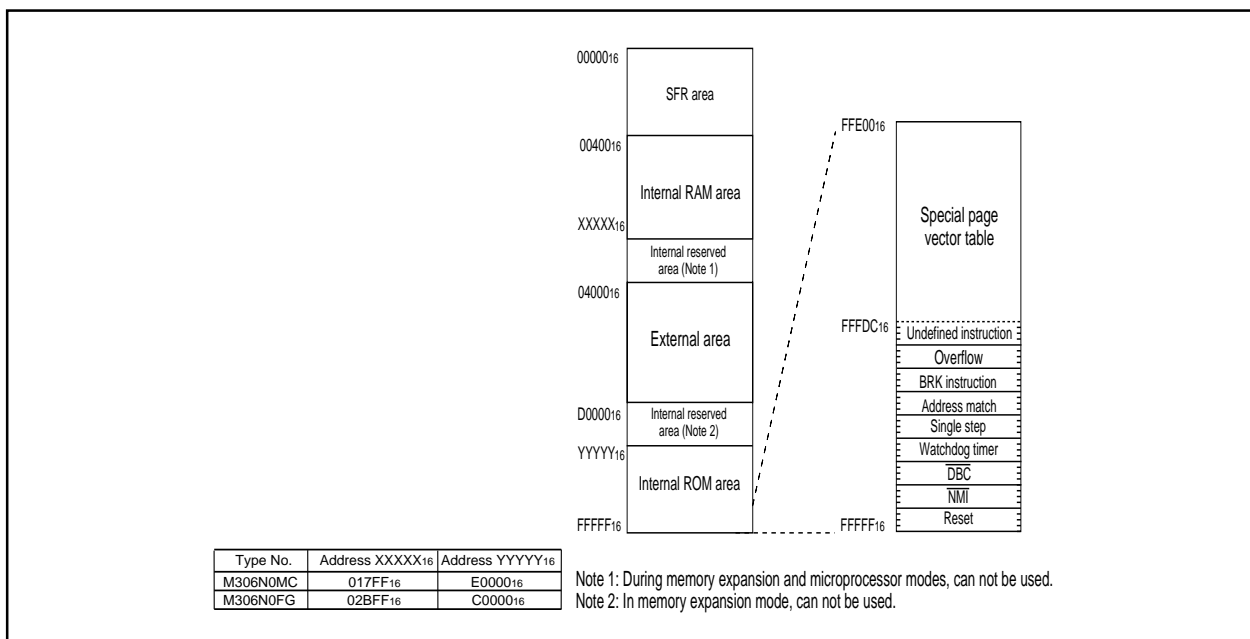 00000₁₆
SFR area
00400₁₆
Internal RAM area
XXXXX₁₆
Internal reserved
area (Note 1)
04000₁₆
External area
D0000₁₆
Internal reserved
area (Note 2)
YYYYY₁₆
Internal ROM area
FFFFF₁₆
FFE00₁₆
Special page
vector table
FFFDC₁₆
Undefined instruction
Overflow
BRK instruction
Address match
Single step
Watchdog timer
DBC
NMI
Reset
FFFFF₁₆
Type No. Address XXXXX₁₆ Address YYYYY₁₆
M306N0MC 017FF₁₆ E0000₁₆
M306N0FG 02BFF₁₆ C0000₁₆
Note 1: During memory expansion and microprocessor modes, can not be used.
Note 2: In memory expansion mode, can not be used.